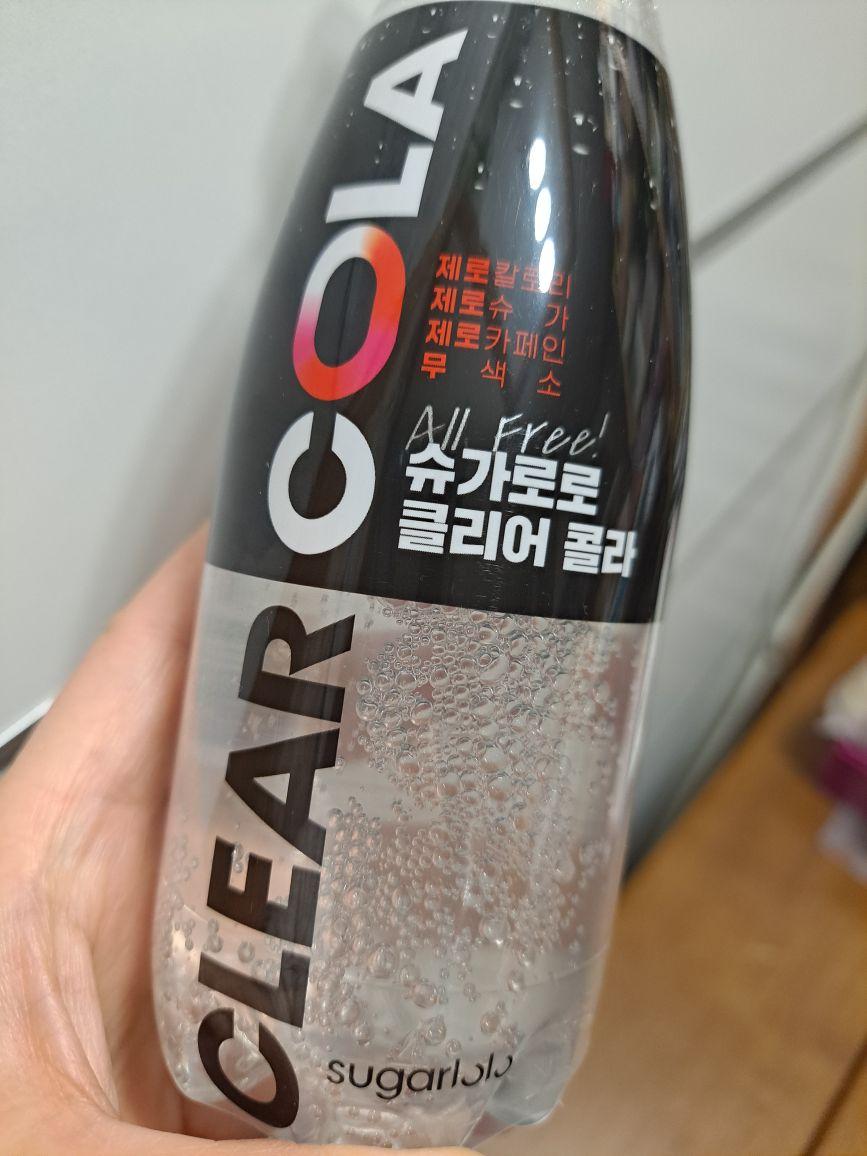 CLEAR COLA
제로칼로리
제로슈가
제로카페인
무색소
All Free!
슈가로로
클리어 콜라
sugarlolo